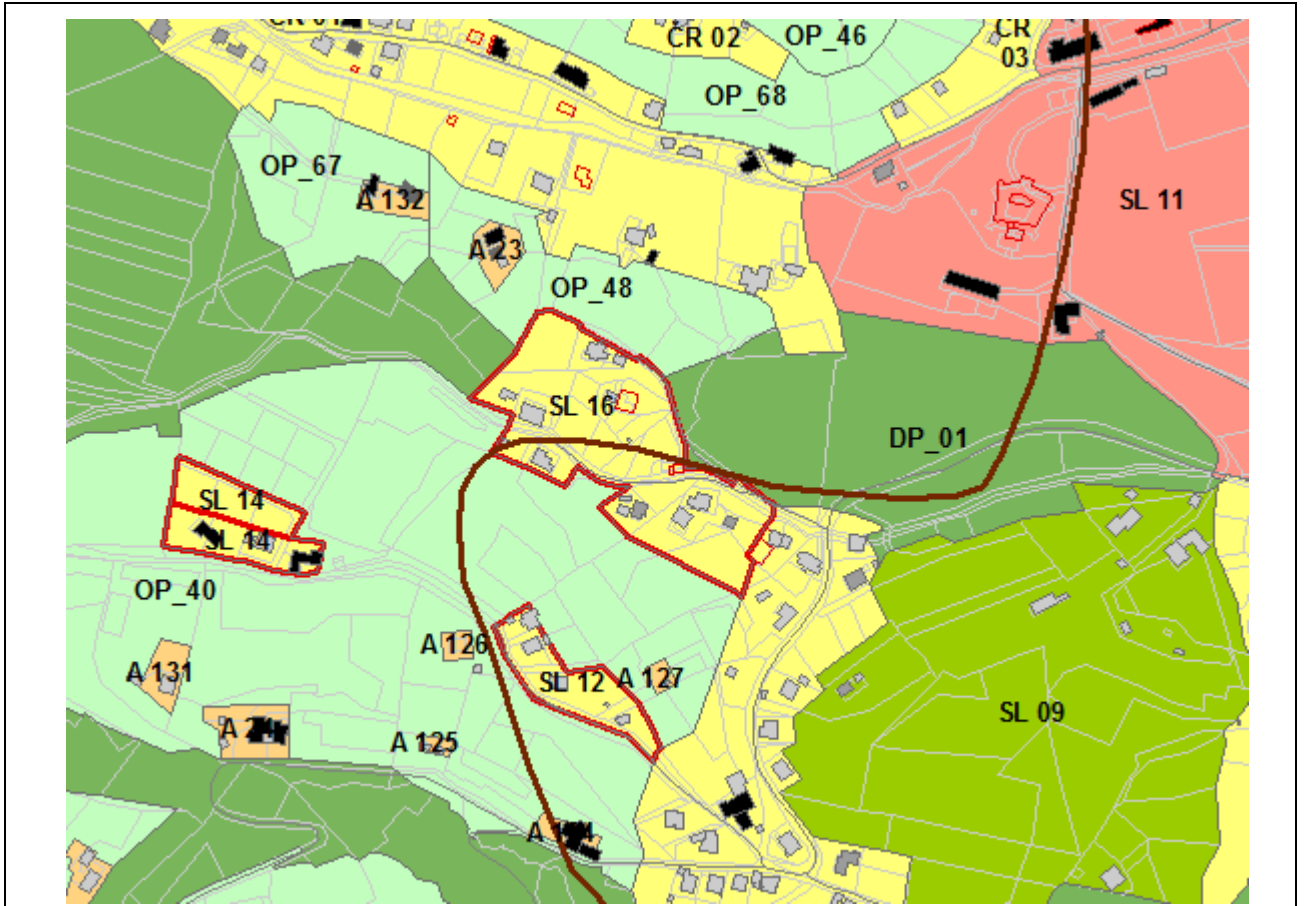 CR 02
OP_46
CR
03
OP_68
OP_67
A 132
SL 11
A 23
OP_48
SL 16
DP_01
SL 14
SL 14
OP_40
A 126
A 131
SL 12
A 127
SL 09
A 125